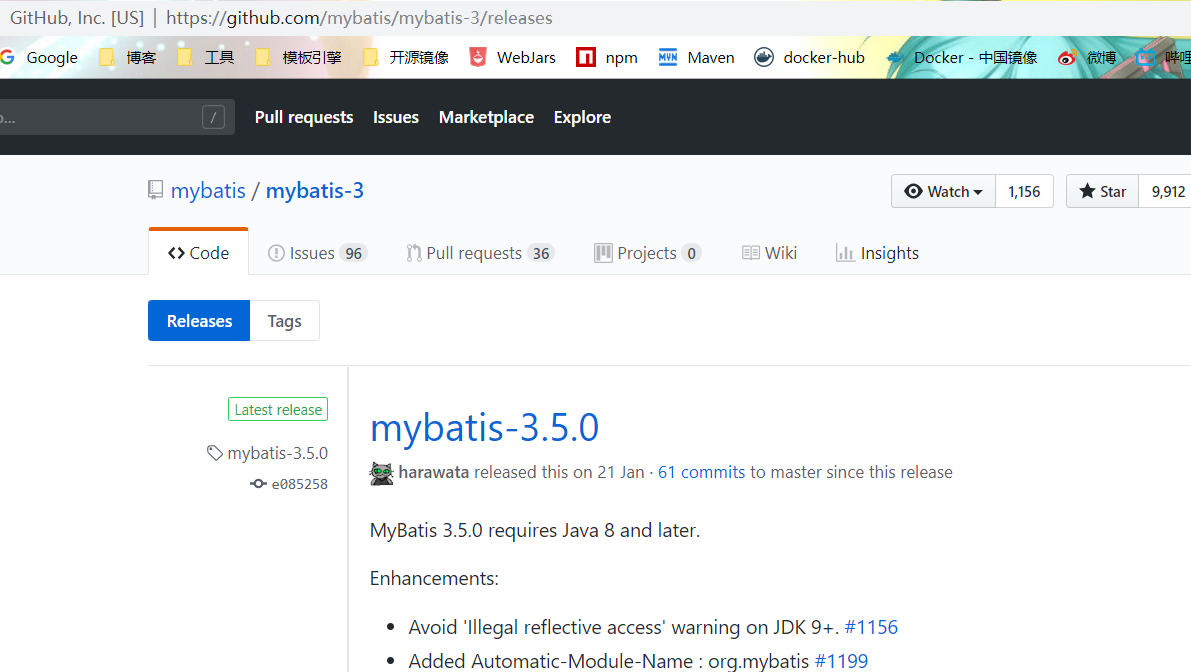 GitHub, Inc. [US] | https://github.com/mybatis/mybatis-3/releases
Google 博客 工具 模板引擎 开源镜像 WebJars npm MVN Maven docker-hub Docker - 中国镜像 微博 哔哩
... / Pull requests Issues Marketplace Explore
mybatis / mybatis-3 Watch 1,156 Star 9,912
Code Issues 96 Pull requests 36 Projects 0 Wiki Insights
Releases Tags
Latest release
mybatis-3.5.0
mybatis-3.5.0
e085258
harawata released this on 21 Jan · 61 commits to master since this release
MyBatis 3.5.0 requires Java 8 and later.
Enhancements:
• Avoid 'Illegal reflective access' warning on JDK 9+. #1156
• Added Automatic-Module-Name : org.mybatis #1199